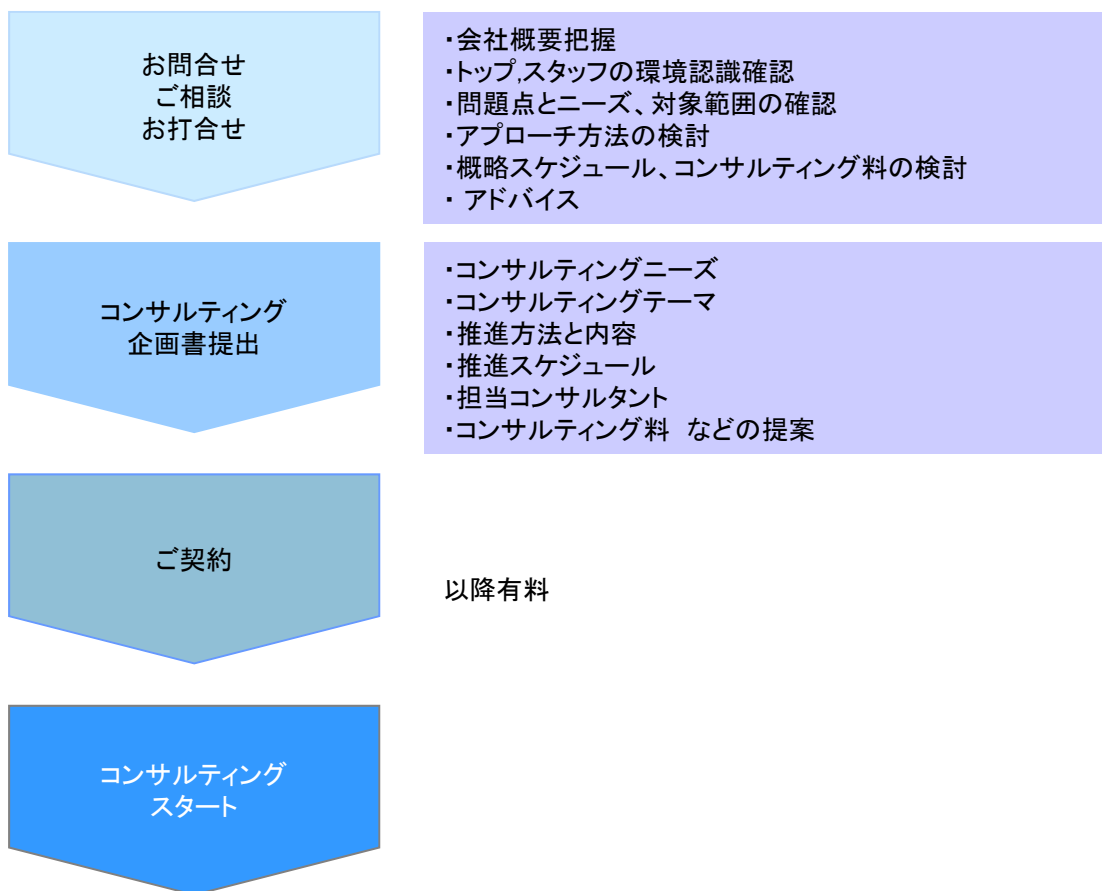 お問合せ
ご相談
お打合せ
・会社概要把握
・トップ,スタッフの環境認識確認
・問題点とニーズ、対象範囲の確認
・アプローチ方法の検討
・概略スケジュール、コンサルティング料の検討
・ アドバイス
コンサルティング
企画書提出
・コンサルティングニーズ
・コンサルティングテーマ
・推進方法と内容
・推進スケジュール
・担当コンサルタント
・コンサルティング料　などの提案
ご契約
以降有料
コンサルティング
スタート